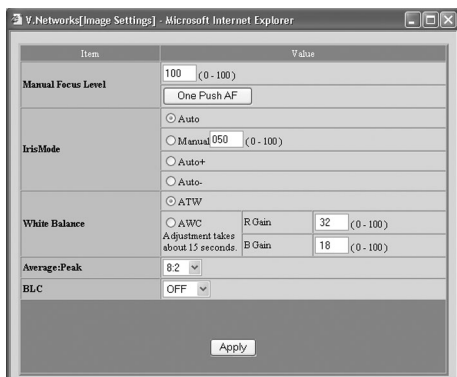 V.Networks[Image Settings] - Microsoft Internet Explorer
Item Value
Manual Focus Level 100 (0 - 100)
One Push AF
IrisMode Auto
Manual 050 (0 - 100)
Auto+
Auto-
White Balance ATW
AWC R Gain 32 (0 - 100)
Adjustment takes
about 15 seconds. B Gain 18 (0 - 100)
Average:Peak 8:2
BLC OFF
Apply